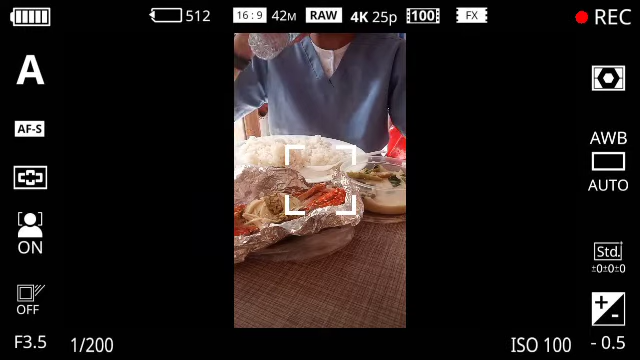 512 16:9 42M RAW 4K 25p 100 FX REC
A
AF-S
AWB
AUTO
ON
Std.
±0±0±0
OFF
F3.5 1/200 ISO 100 - 0.5